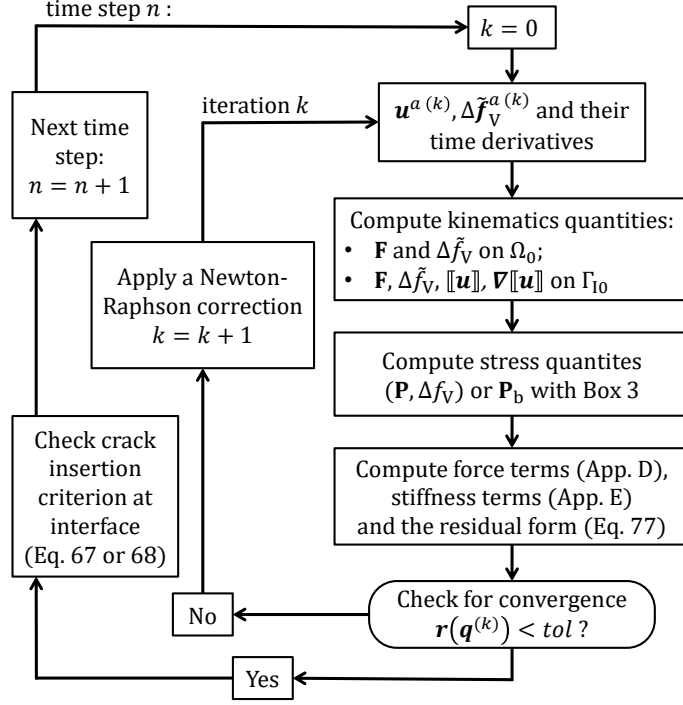 time step n :
k = 0
iteration k
𝒖ᵃ ⁽ᵏ⁾, Δ𝒇̃_V^{a (k)} and their
time derivatives
Next time
step:
n = n + 1
Compute kinematics quantities:
• 𝐅 and Δf̃_V on Ω₀;
• 𝐅, Δf̃_V, ⟦𝒖⟧, 𝜵⟦𝒖⟧ on Γ_I0
Apply a Newton-
Raphson correction
k = k + 1
Compute stress quantites
(𝐏, Δf_V) or 𝐏_b with Box 3
Check crack
insertion
criterion at
interface
(Eq. 67 or 68)
Compute force terms (App. D),
stiffness terms (App. E)
and the residual form (Eq. 77)
Check for convergence
𝒓(𝒒⁽ᵏ⁾) < tol ?
No
Yes